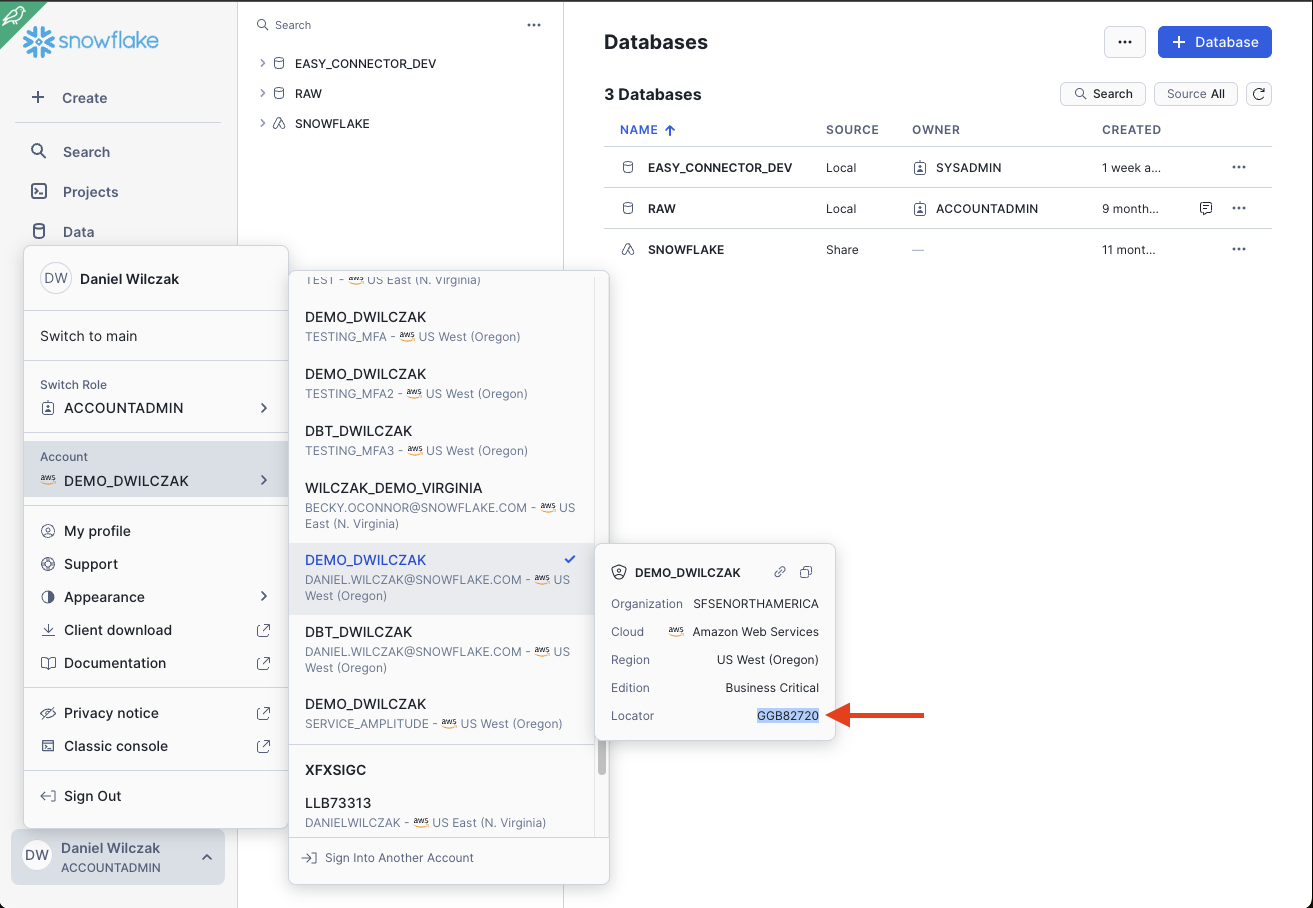 snowflake
Create
Search
Projects
Data
DW Daniel Wilczak
Switch to main
Switch Role
ACCOUNTADMIN
Account
aws DEMO_DWILCZAK
My profile
Support
Appearance
Client download
Documentation
Privacy notice
Classic console
Sign Out
DW Daniel Wilczak
ACCOUNTADMIN
Search
EASY_CONNECTOR_DEV
RAW
SNOWFLAKE
TEST - aws US East (N. Virginia)
DEMO_DWILCZAK
TESTING_MFA - aws US West (Oregon)
DEMO_DWILCZAK
TESTING_MFA2 - aws US West (Oregon)
DBT_DWILCZAK
TESTING_MFA3 - aws US West (Oregon)
WILCZAK_DEMO_VIRGINIA
BECKY.OCONNOR@SNOWFLAKE.COM - aws US
East (N. Virginia)
DEMO_DWILCZAK
DANIEL.WILCZAK@SNOWFLAKE.COM - aws US
West (Oregon)
DBT_DWILCZAK
DANIEL.WILCZAK@SNOWFLAKE.COM - aws US
West (Oregon)
DEMO_DWILCZAK
SERVICE_AMPLITUDE - aws US West (Oregon)
XFXSIGC
LLB73313
DANIELWILCZAK - aws US East (N. Virginia)
Sign Into Another Account
DEMO_DWILCZAK
Organization SFSENORTHAMERICA
Cloud aws Amazon Web Services
Region US West (Oregon)
Edition Business Critical
Locator GGB82720
Databases
... + Database
3 Databases
Search Source All
NAME SOURCE OWNER CREATED
EASY_CONNECTOR_DEV Local SYSADMIN 1 week a...
RAW Local ACCOUNTADMIN 9 month...
SNOWFLAKE Share — 11 mont...